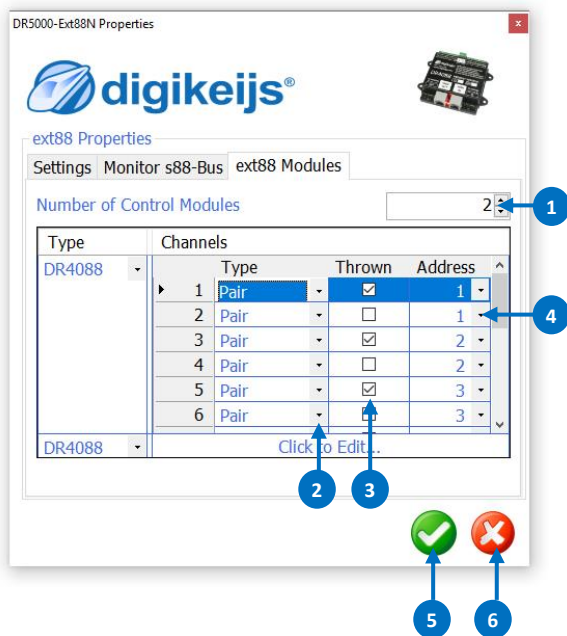 DR5000-Ext88N Properties
x
digikeijs®
DR4088
ext88 Properties
Settings Monitor s88-Bus ext88 Modules
Number of Control Modules 2 1
Type Channels
DR4088 Type Thrown Address
1 Pair 1
2 Pair 1 4
3 Pair 2
4 Pair 2
5 Pair 3
6 Pair 3
DR4088 Click to Edit...
2 3
5 6